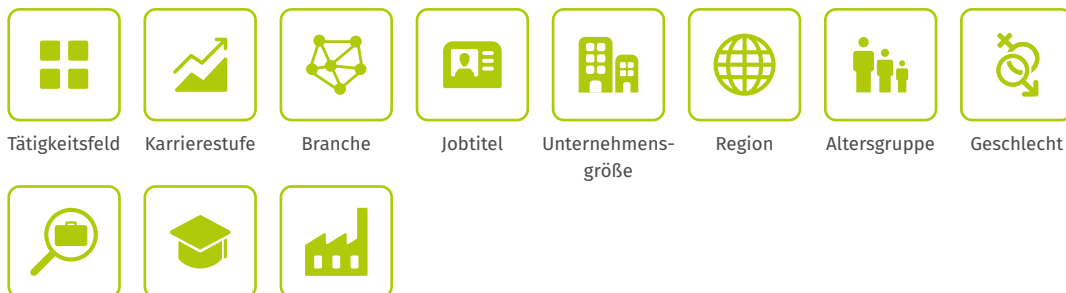 Tätigkeitsfeld Karrierestufe Branche Jobtitel Unternehmens- Region Altersgruppe Geschlecht
größe